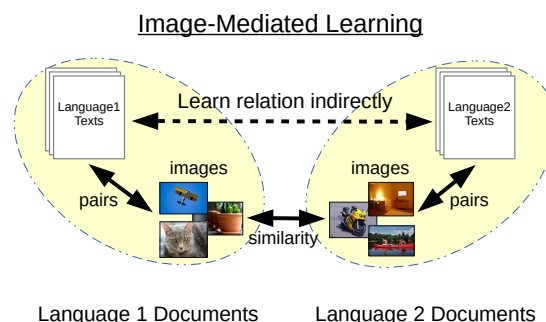 Image-Mediated Learning
Language1
Texts
Learn relation indirectly
Language2
Texts
images
images
pairs
pairs
similarity
Language 1 Documents
Language 2 Documents